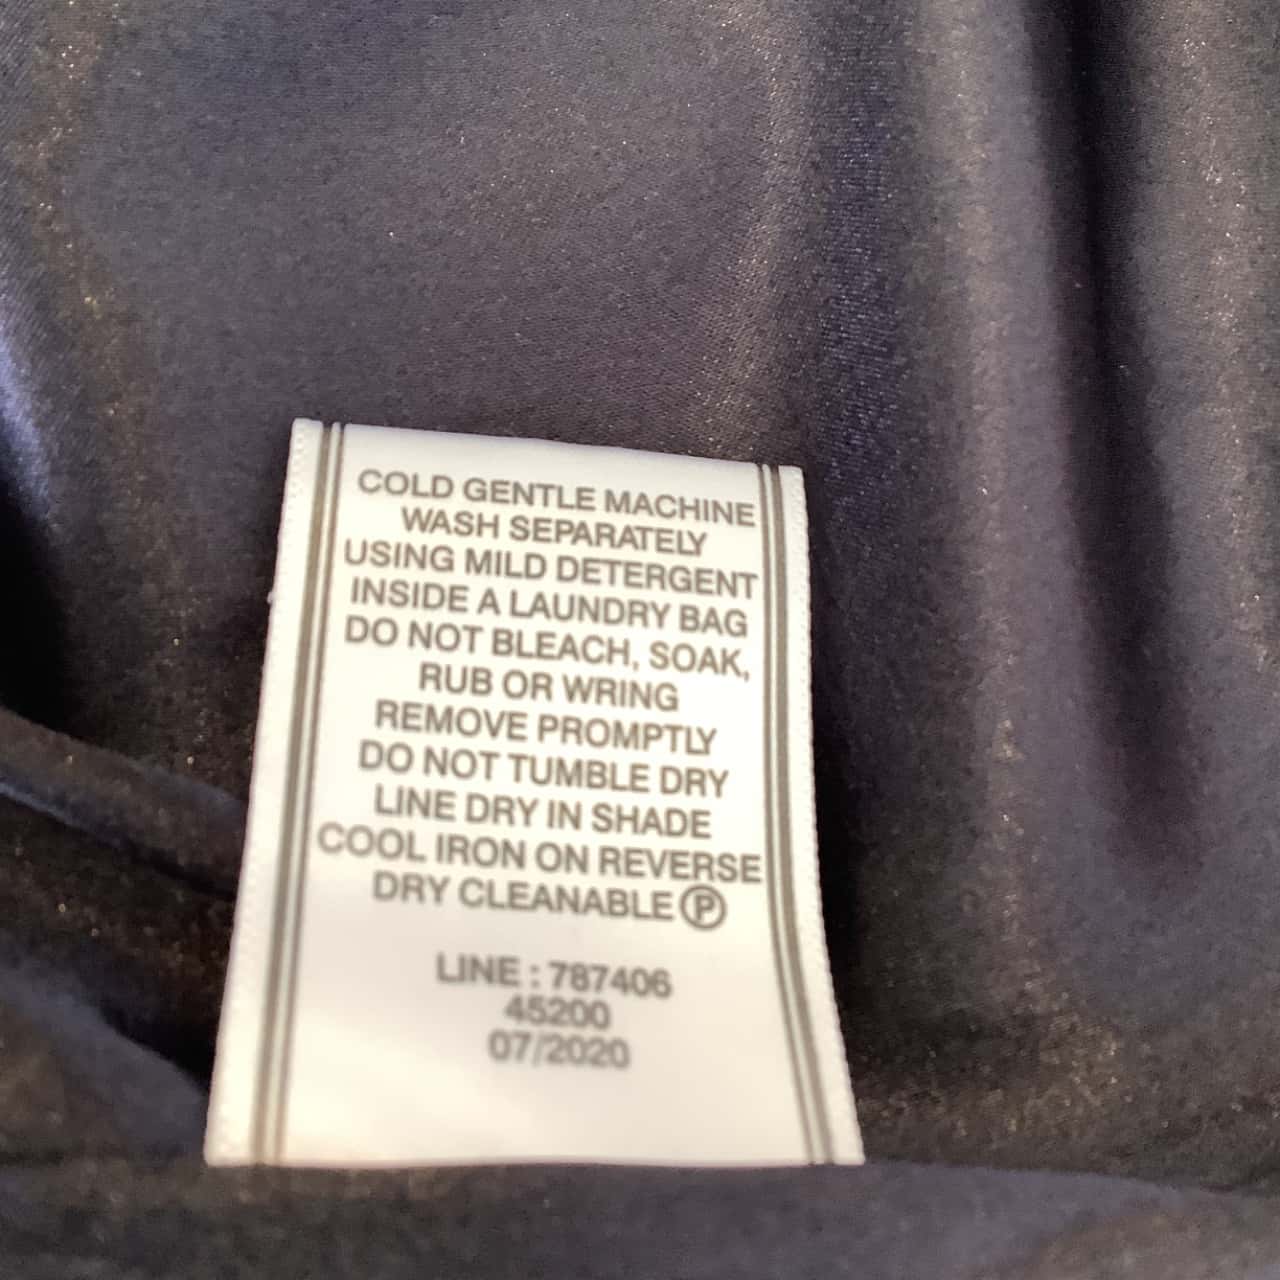 COLD GENTLE MACHINE
WASH SEPARATELY
USING MILD DETERGENT
INSIDE A LAUNDRY BAG
DO NOT BLEACH, SOAK,
RUB OR WRING
REMOVE PROMPTLY
DO NOT TUMBLE DRY
LINE DRY IN SHADE
COOL IRON ON REVERSE
DRY CLEANABLE Ⓟ
LINE : 787406
45200
07/2020